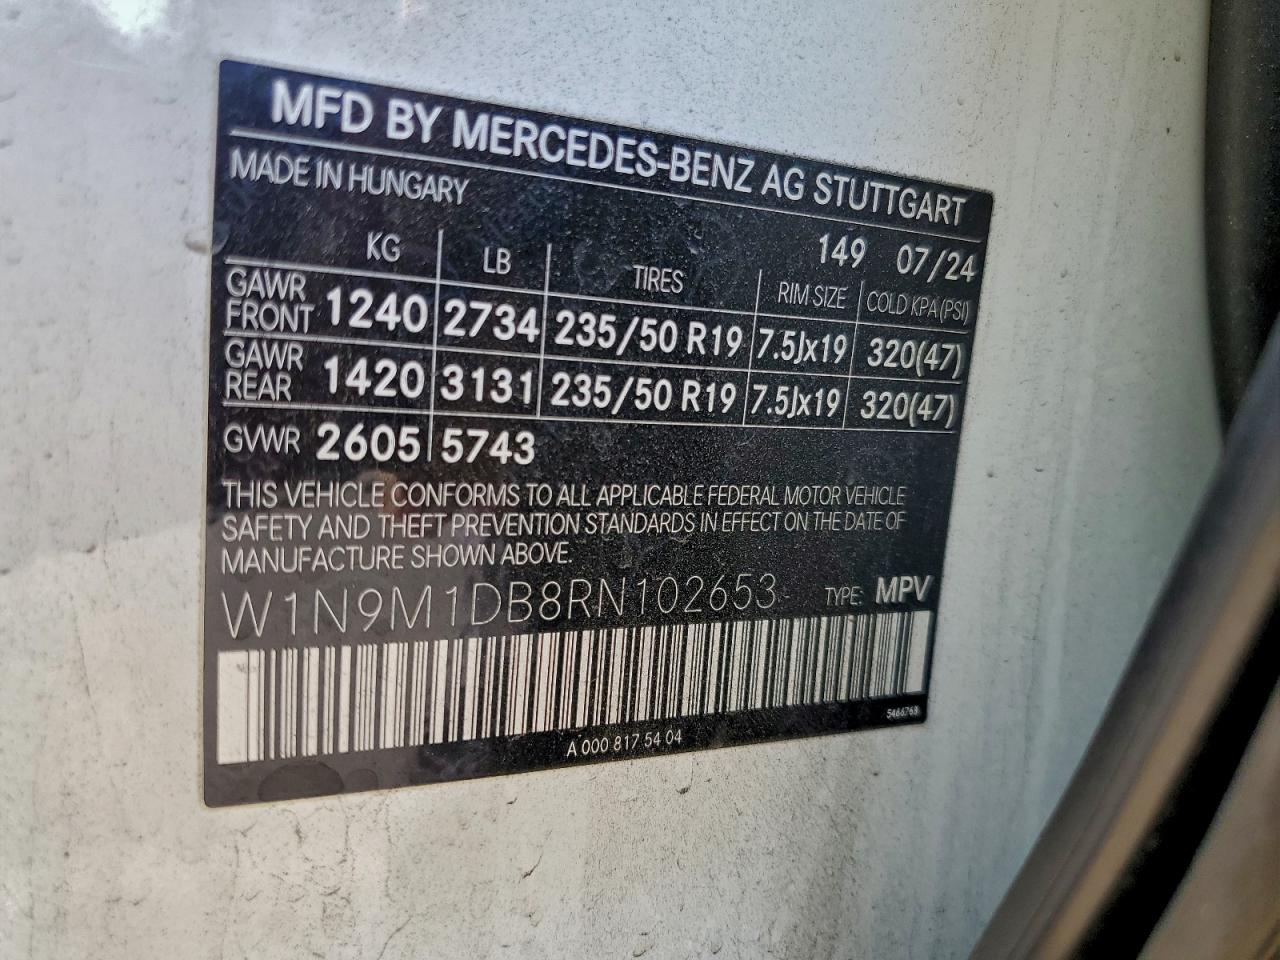 MFD BY MERCEDES-BENZ AG STUTTGART
MADE IN HUNGARY
149 07/24
KG LB TIRES RIM SIZE COLD KPA(PSI)
GAWR
FRONT 1240 2734 235/50 R19 7.5Jx19 320(47)
GAWR
REAR 1420 3131 235/50 R19 7.5Jx19 320(47)
GVWR 2605 5743
THIS VEHICLE CONFORMS TO ALL APPLICABLE FEDERAL MOTOR VEHICLE
SAFETY AND THEFT PREVENTION STANDARDS IN EFFECT ON THE DATE OF
MANUFACTURE SHOWN ABOVE.
W1N9M1DB8RN102653 TYPE: MPV
5466768
A 000 817 54 04